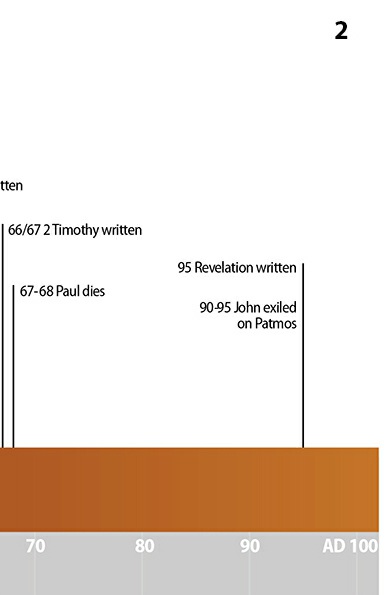 2
tten
66/67 2 Timothy written
95 Revelation written
67-68 Paul dies
90-95 John exiled
on Patmos
70 80 90 AD 100